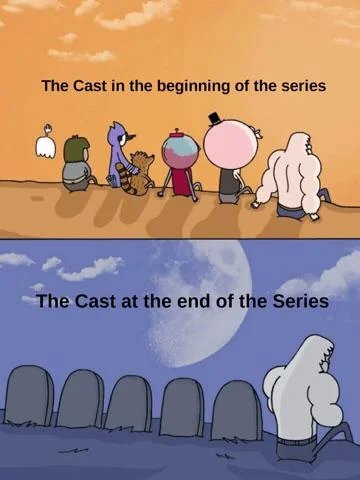 The Cast in the beginning of the series
The Cast at the end of the Series